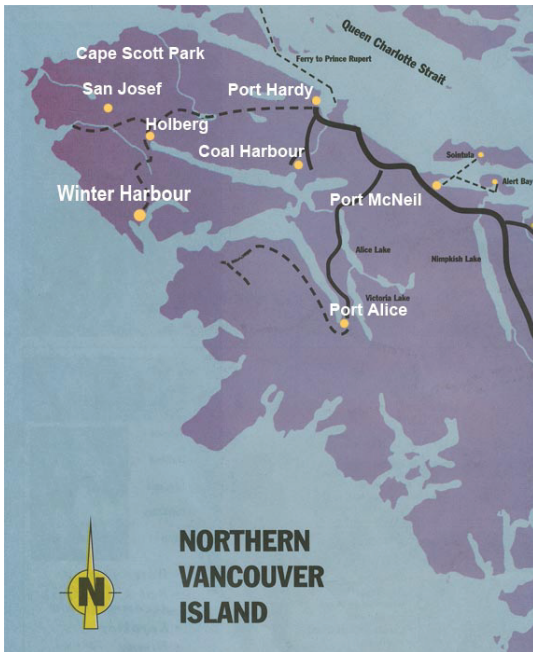 Cape Scott Park
Queen Charlotte Strait
Ferry to Prince Rupert
San Josef
Port Hardy
Holberg
Coal Harbour
Sointula
Alert Bay
Winter Harbour
Port McNeil
Alice Lake
Nimpkish Lake
Victoria Lake
Port Alice
N
NORTHERN
VANCOUVER
ISLAND